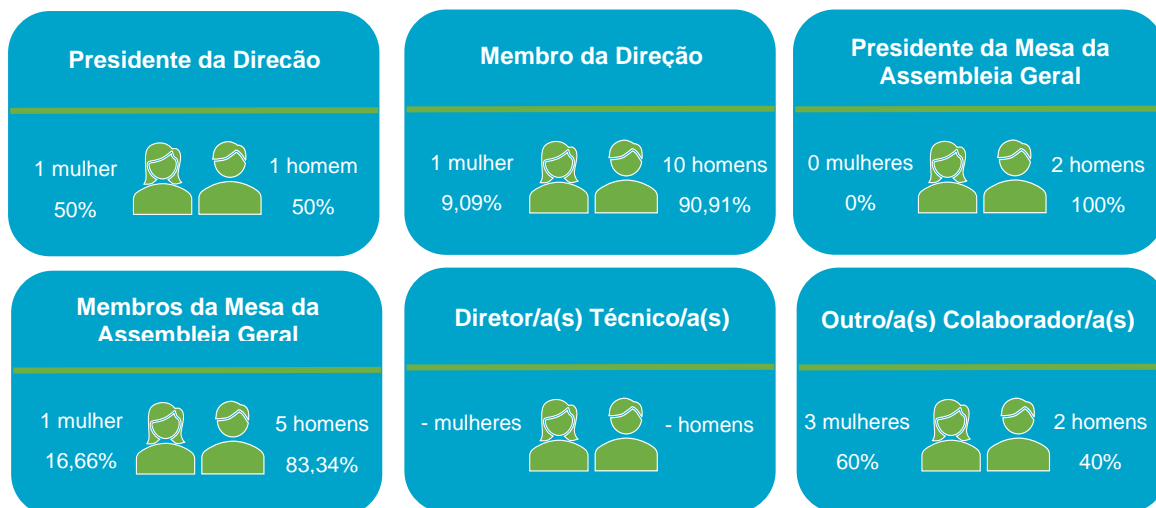 Presidente da Direcão
1 mulher
50%
1 homem
50%
Membro da Direção
1 mulher
9,09%
10 homens
90,91%
Presidente da Mesa da
Assembleia Geral
0 mulheres
0%
2 homens
100%
Membros da Mesa da
Assembleia Geral
1 mulher
16,66%
5 homens
83,34%
Diretor/a(s) Técnico/a(s)
- mulheres
- homens
Outro/a(s) Colaborador/a(s)
3 mulheres
60%
2 homens
40%